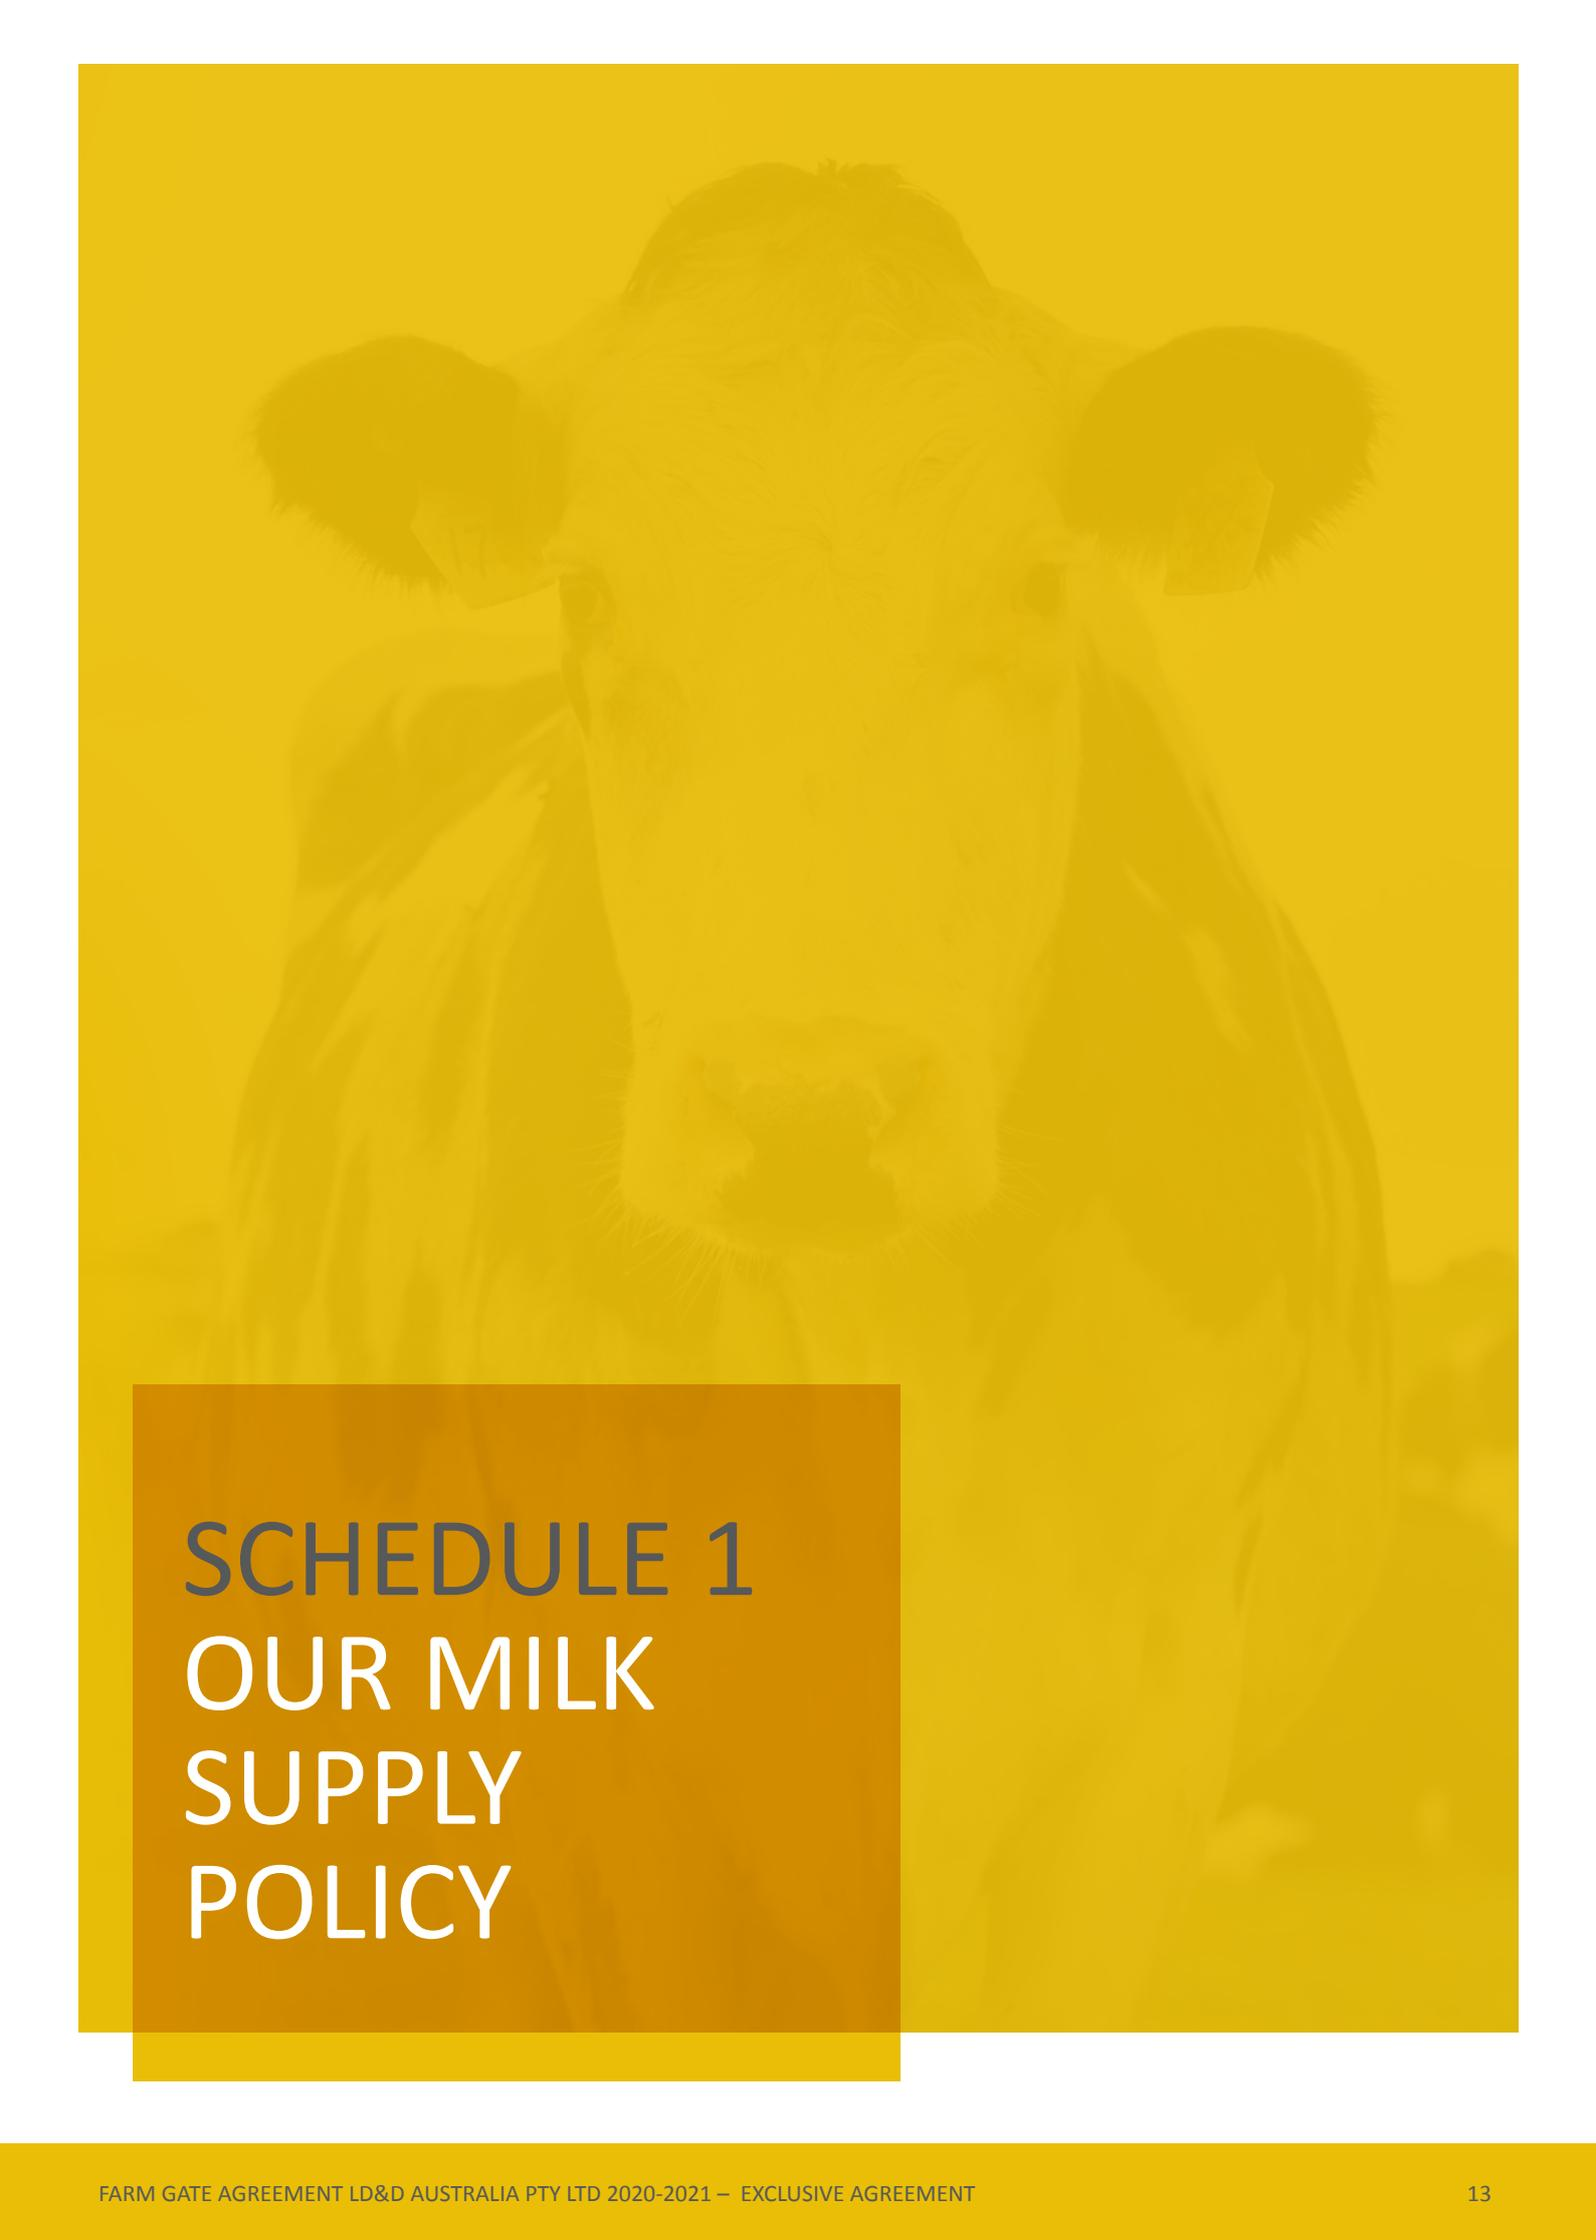 SCHEDULE 1
OUR MILK
SUPPLY
POLICY
FARM GATE AGREEMENT LD&D AUSTRALIA PTY LTD 2020-2021 – EXCLUSIVE AGREEMENT
13